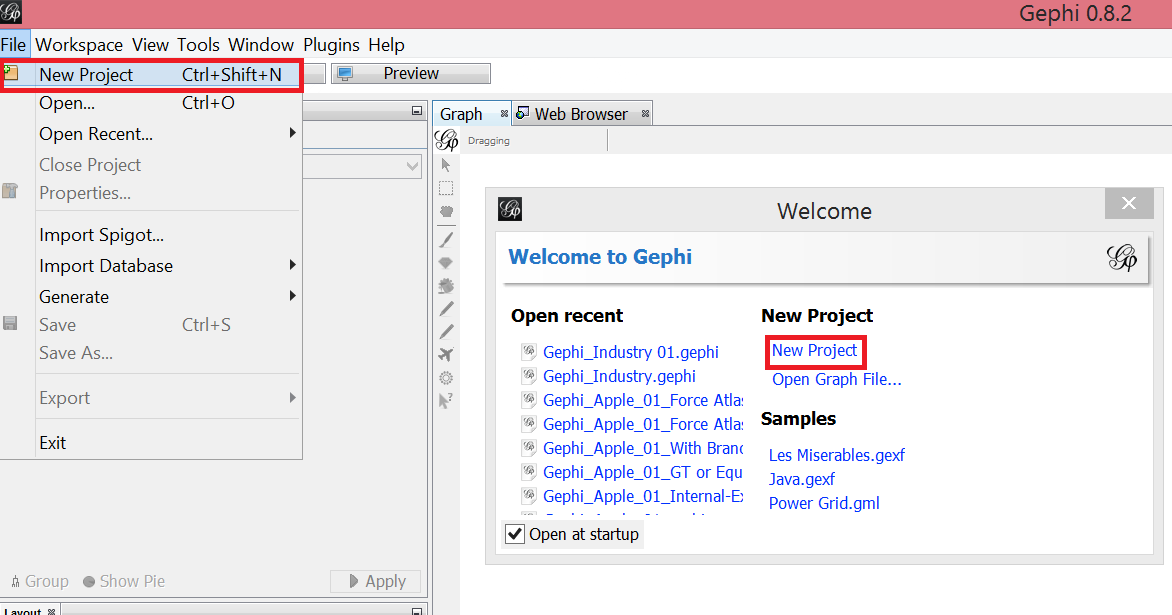 Gephi 0.8.2
File Workspace View Tools Window Plugins Help
New Project Ctrl+Shift+N
Preview
Open... Ctrl+O
Open Recent...
Close Project
Properties...
Import Spigot...
Import Database
Generate
Save Ctrl+S
Save As...
Export
Exit
Group Show Pie Apply
Layout
Graph Web Browser
Dragging
Welcome
Welcome to Gephi
Open recent
Gephi_Industry 01.gephi
Gephi_Industry.gephi
Gephi_Apple_01_Force Atlas
Gephi_Apple_01_Force Atlas
Gephi_Apple_01_With Branc
Gephi_Apple_01_GT or Equ
Gephi_Apple_01_Internal-Ex
Open at startup
New Project
New Project
Open Graph File...
Samples
Les Miserables.gexf
Java.gexf
Power Grid.gml